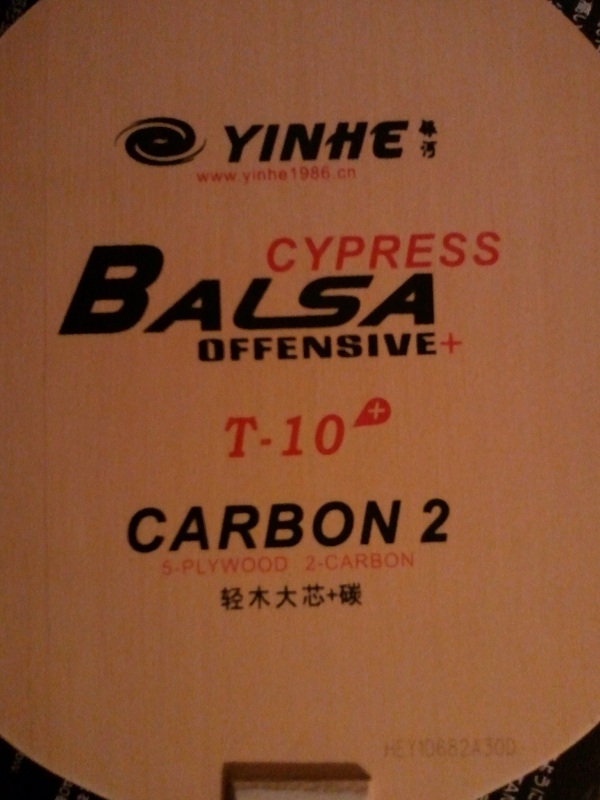 YINHE 银河
www.yinhe1986.cn
CYPRESS
BALSA
OFFENSIVE+
T-10+
CARBON 2
5-PLYWOOD 2-CARBON
轻木大芯+碳